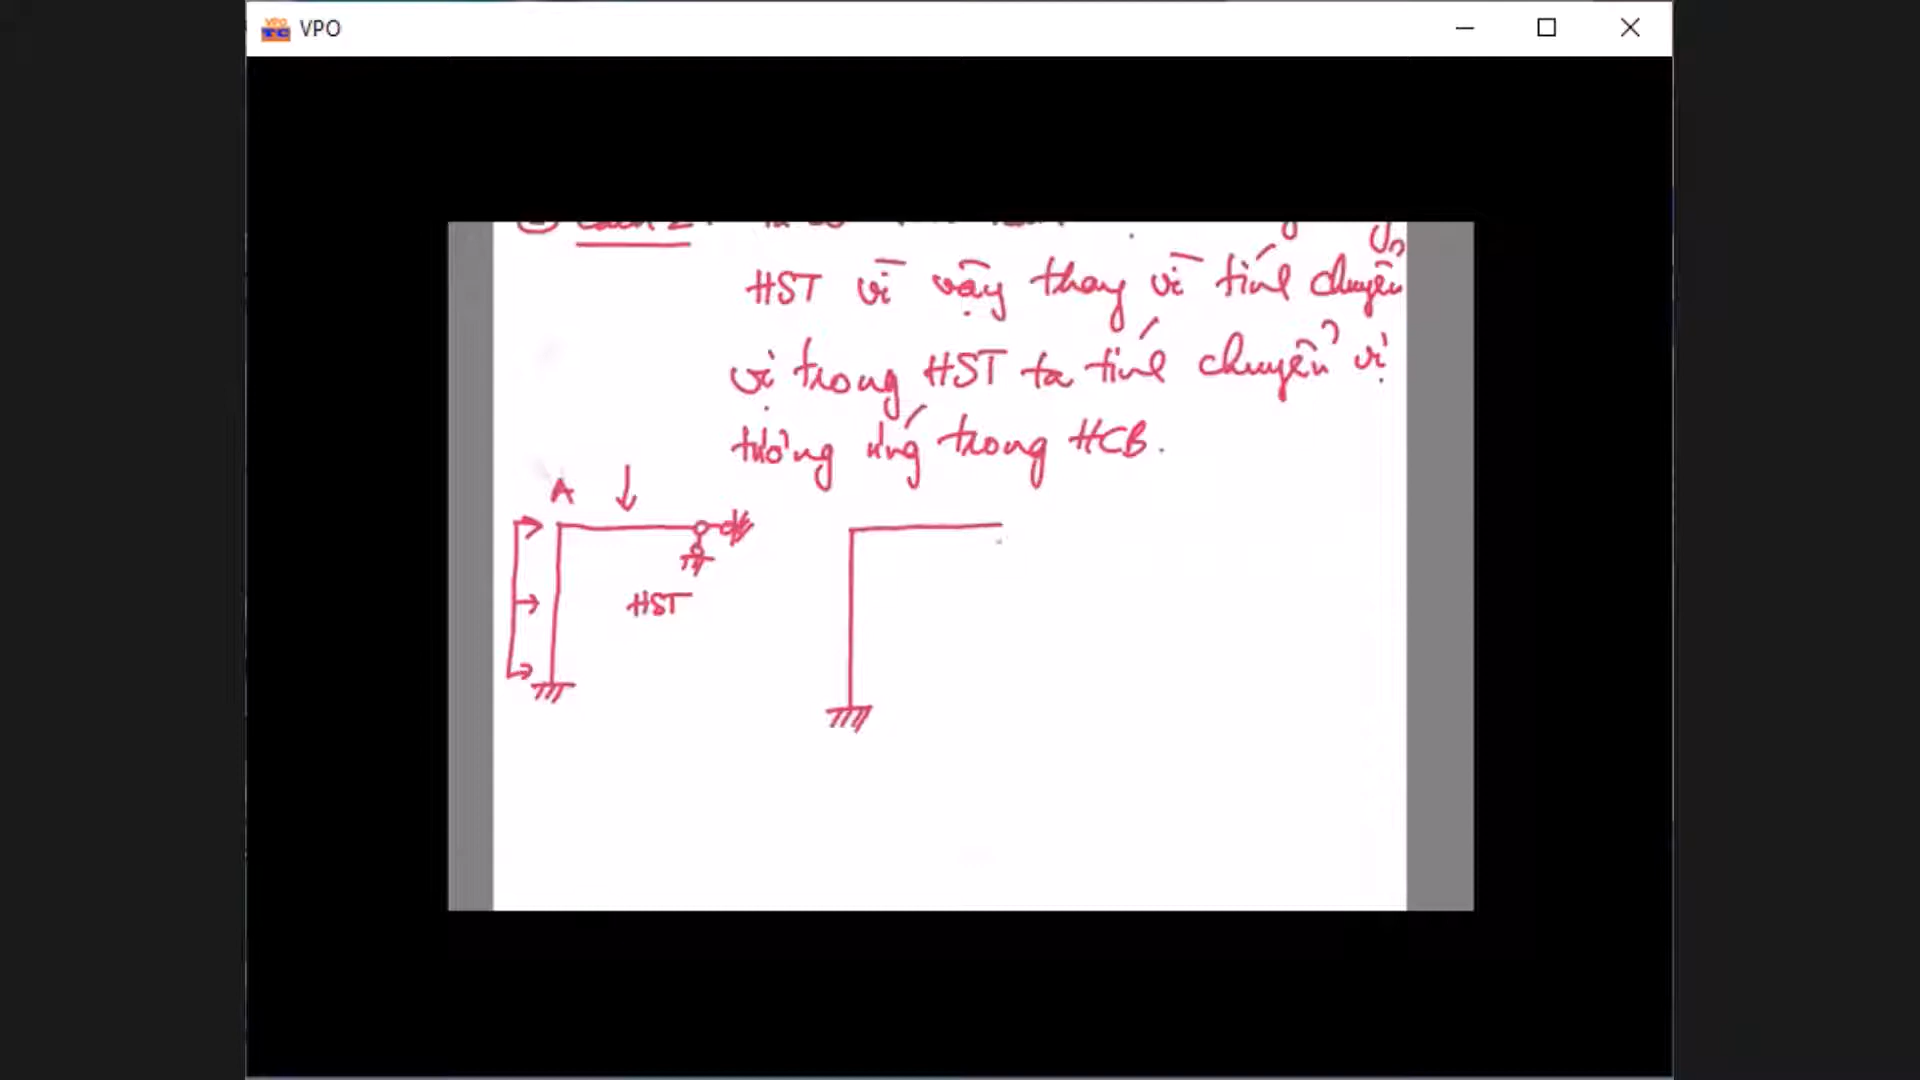 VPO
HST vì vậy thay vì tính chuyển
vị trong HST ta tính chuyển vị
tương ứng trong HCB.
A
HST